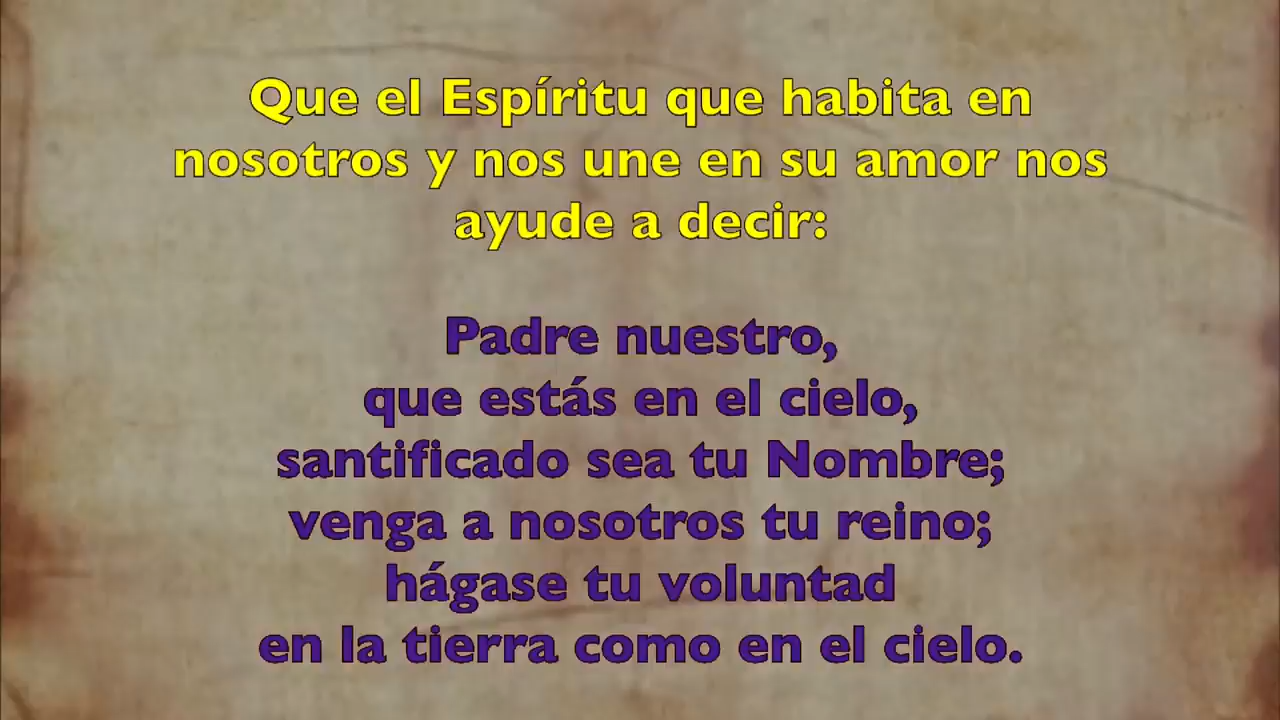 Que el Espíritu que habita en
nosotros y nos une en su amor nos
ayude a decir:
Padre nuestro,
que estás en el cielo,
santificado sea tu Nombre;
venga a nosotros tu reino;
hágase tu voluntad
en la tierra como en el cielo.